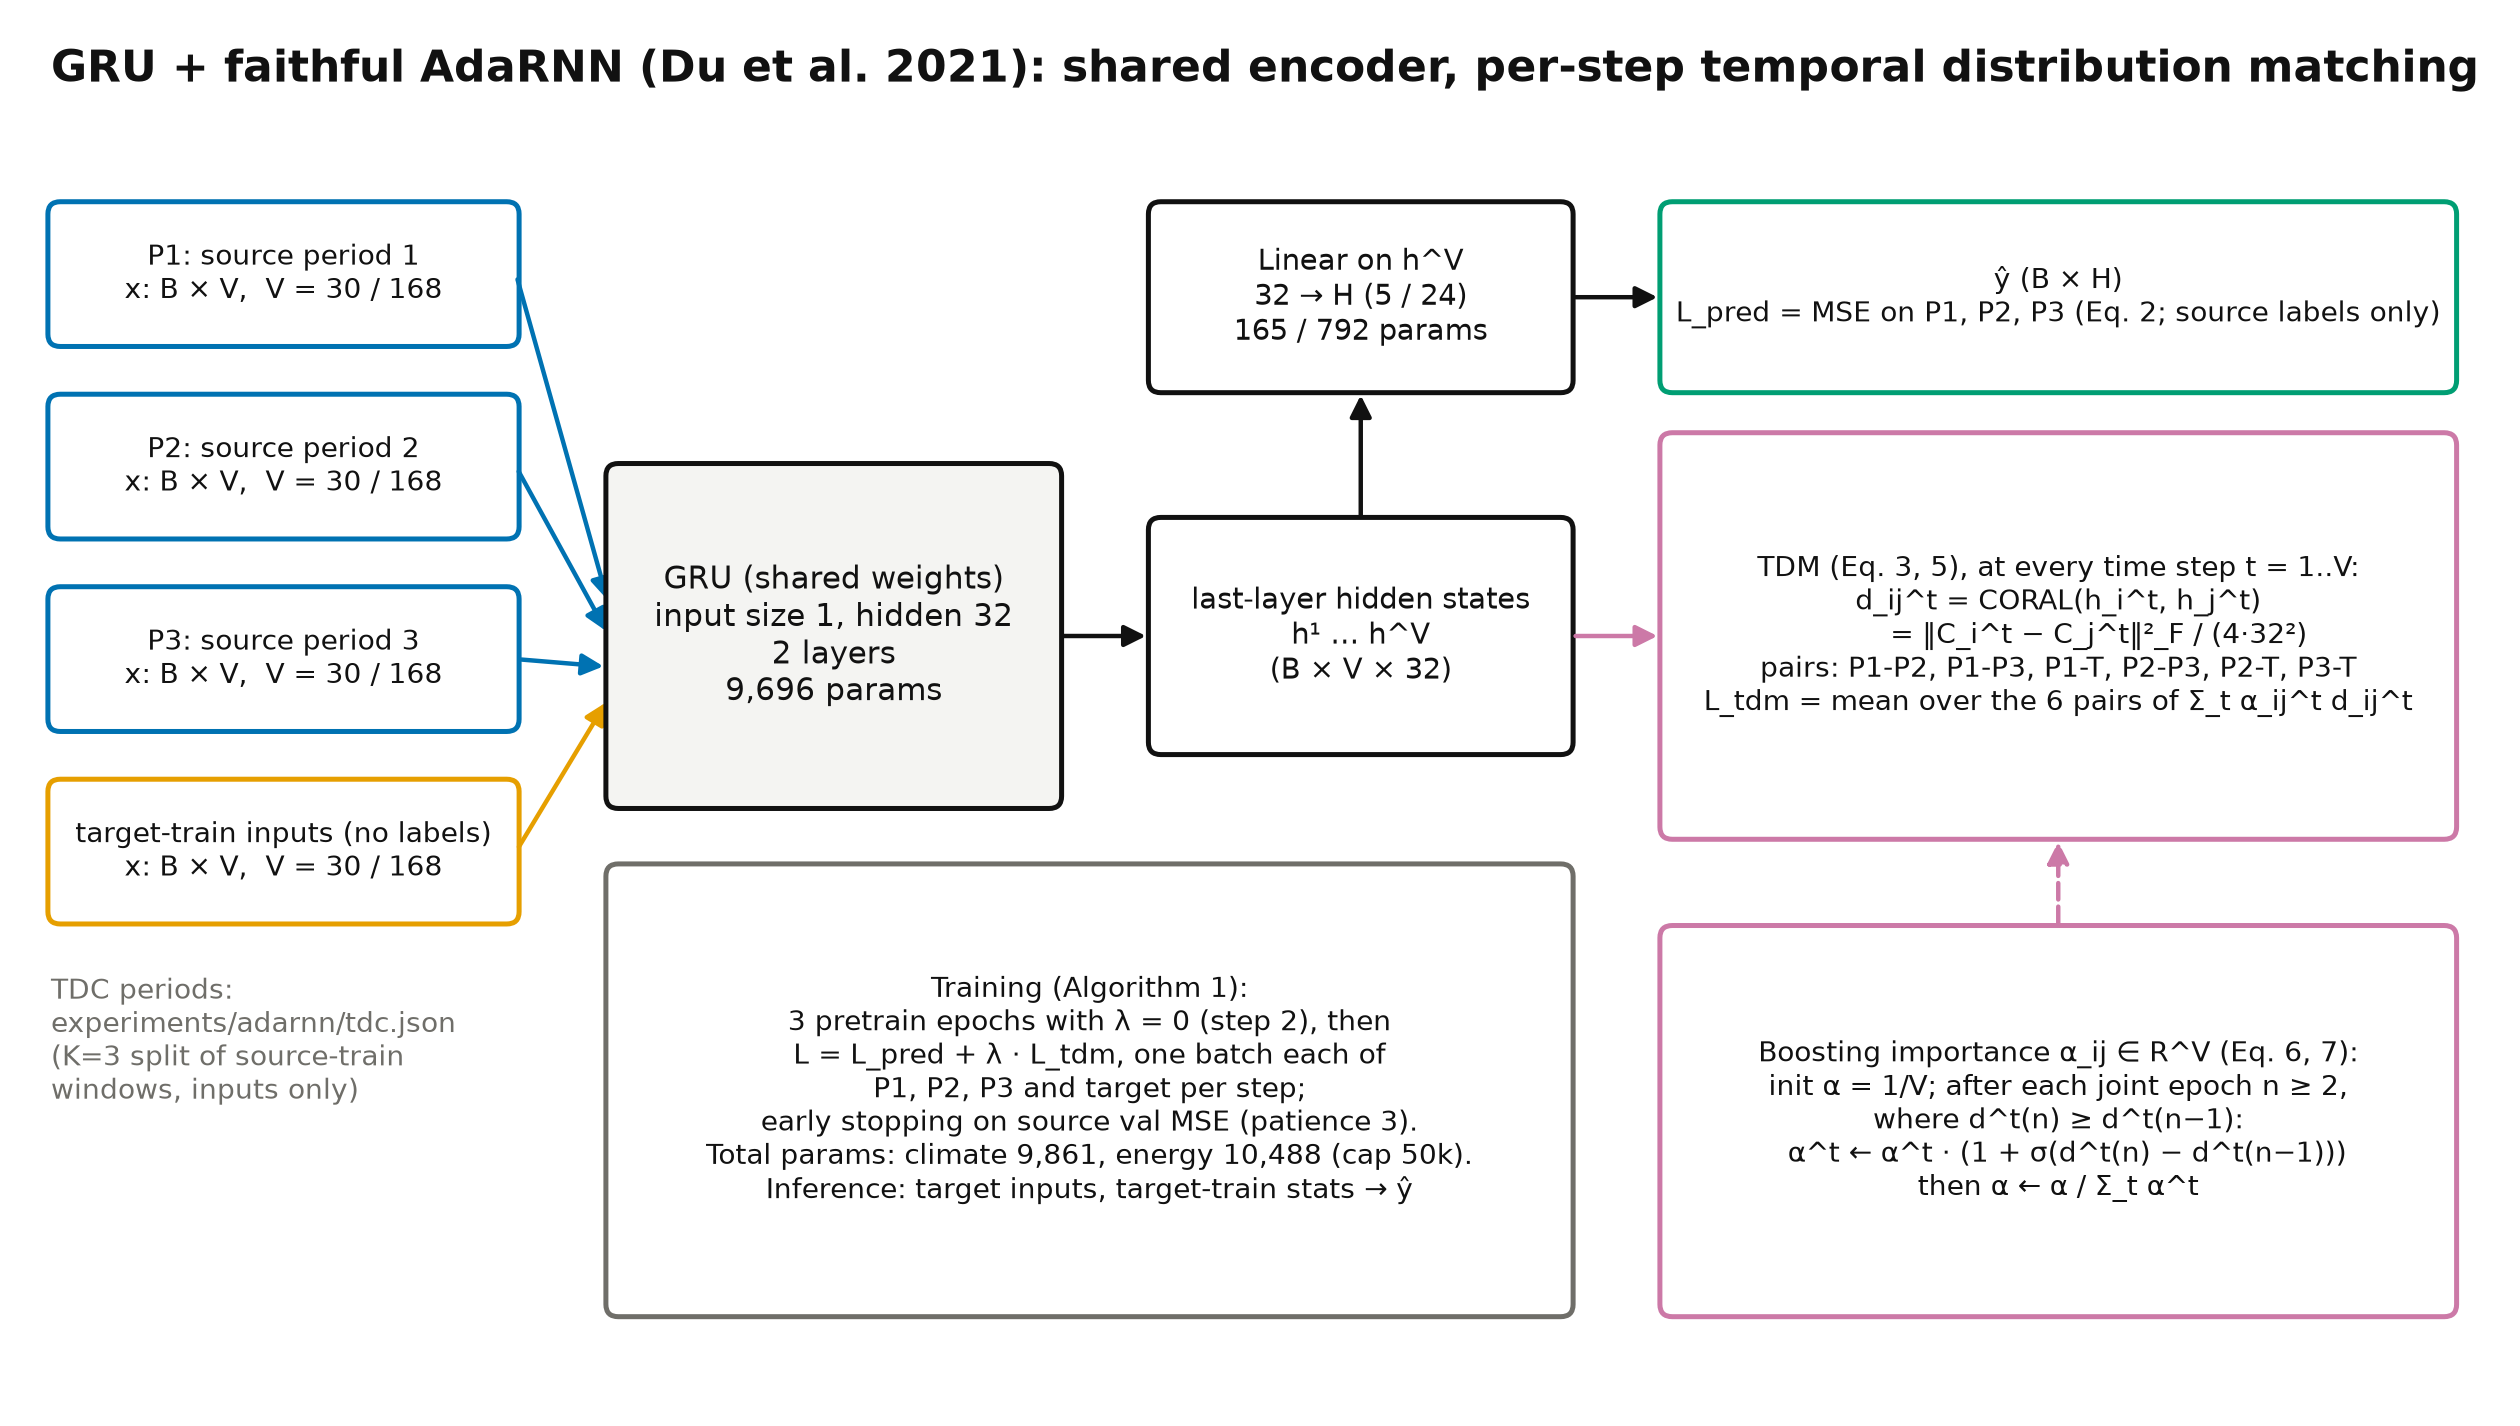 GRU + faithful AdaRNN (Du et al. 2021): shared encoder, per-step temporal distribution matching
P1: source period 1
x: B × V,  V = 30 / 168
P2: source period 2
x: B × V,  V = 30 / 168
P3: source period 3
x: B × V,  V = 30 / 168
target-train inputs (no labels)
x: B × V,  V = 30 / 168
TDC periods:
experiments/adarnn/tdc.json
(K=3 split of source-train
windows, inputs only)
GRU (shared weights)
input size 1, hidden 32
2 layers
9,696 params
Linear on h^V
32 → H (5 / 24)
165 / 792 params
last-layer hidden states
h¹ … h^V
(B × V × 32)
ŷ (B × H)
L_pred = MSE on P1, P2, P3 (Eq. 2; source labels only)
TDM (Eq. 3, 5), at every time step t = 1..V:
d_ij^t = CORAL(h_i^t, h_j^t)
= ‖C_i^t − C_j^t‖²_F / (4·32²)
pairs: P1-P2, P1-P3, P1-T, P2-P3, P2-T, P3-T
L_tdm = mean over the 6 pairs of Σ_t α_ij^t d_ij^t
Training (Algorithm 1):
3 pretrain epochs with λ = 0 (step 2), then
L = L_pred + λ · L_tdm, one batch each of
P1, P2, P3 and target per step;
early stopping on source val MSE (patience 3).
Total params: climate 9,861, energy 10,488 (cap 50k).
Inference: target inputs, target-train stats → ŷ
Boosting importance α_ij ∈ R^V (Eq. 6, 7):
init α = 1/V; after each joint epoch n ≥ 2,
where d^t(n) ≥ d^t(n−1):
α^t ← α^t · (1 + σ(d^t(n) − d^t(n−1)))
then α ← α / Σ_t α^t